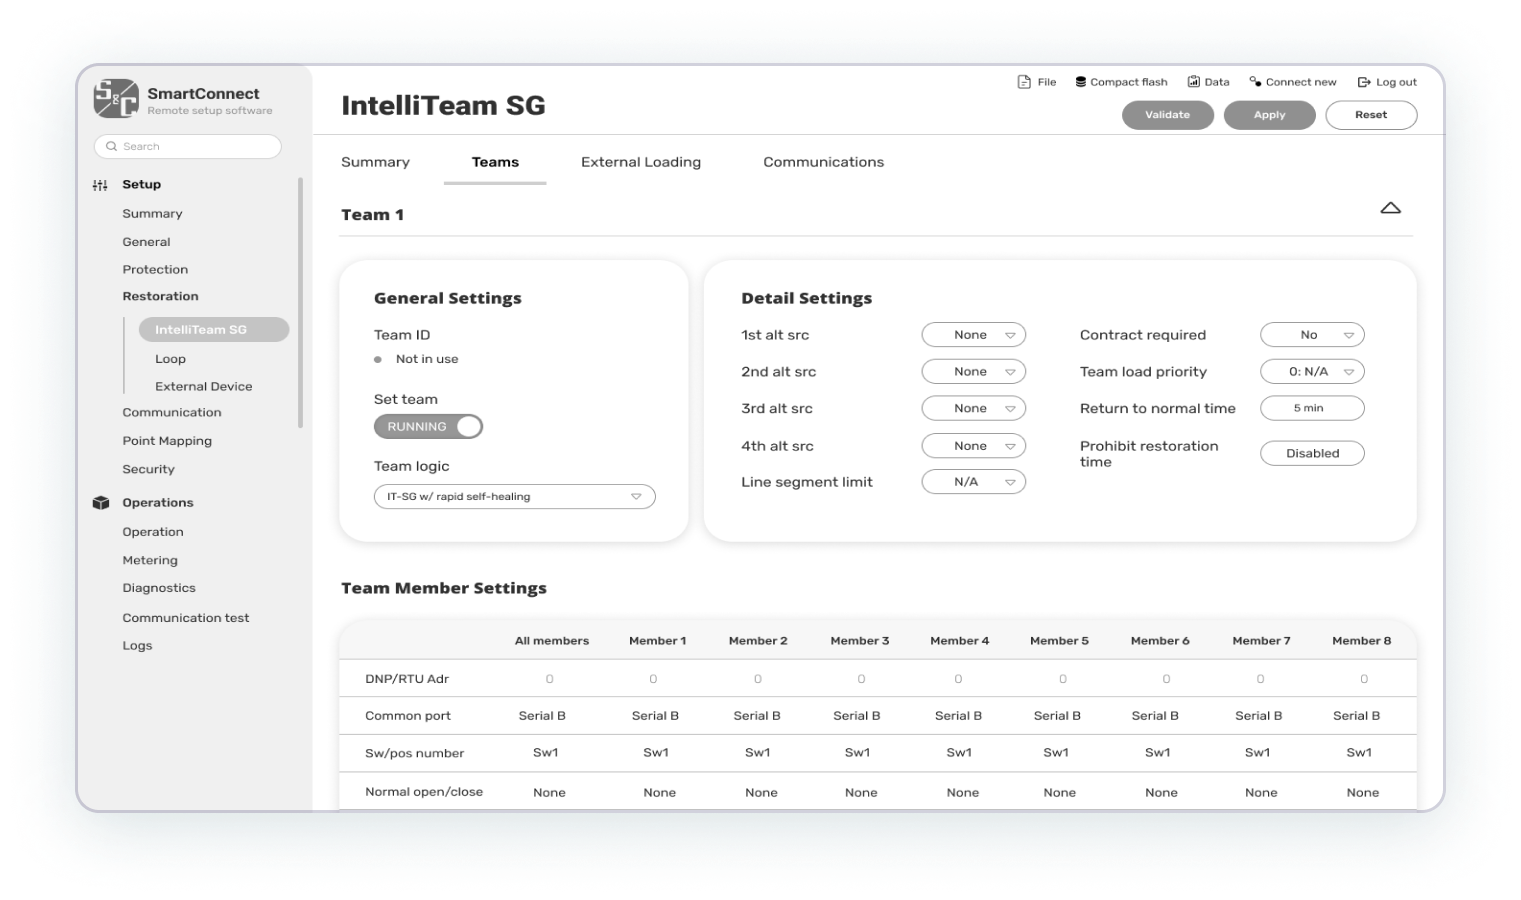 SgC
SmartConnect
Remote setup software
Search
Setup
Summary
General
Protection
Restoration
IntelliTeam SG
Loop
External Device
Communication
Point Mapping
Security
Operations
Operation
Metering
Diagnostics
Communication test
Logs
File Compact flash Data Connect new Log out
IntelliTeam SG
Validate Apply Reset
Summary Teams External Loading Communications
Team 1
General Settings
Team ID
Not in use
Set team
RUNNING
Team logic
IT-SG w/ rapid self-healing
Detail Settings
1st alt src None Contract required No
2nd alt src None Team load priority 0: N/A
3rd alt src None Return to normal time 5 min
4th alt src None Prohibit restoration
time Disabled
Line segment limit N/A
Team Member Settings
All members Member 1 Member 2 Member 3 Member 4 Member 5 Member 6 Member 7 Member 8
DNP/RTU Adr 0 0 0 0 0 0 0 0 0
Common port Serial B Serial B Serial B Serial B Serial B Serial B Serial B Serial B Serial B
Sw/pos number Sw1 Sw1 Sw1 Sw1 Sw1 Sw1 Sw1 Sw1 Sw1
Normal open/close None None None None None None None None None